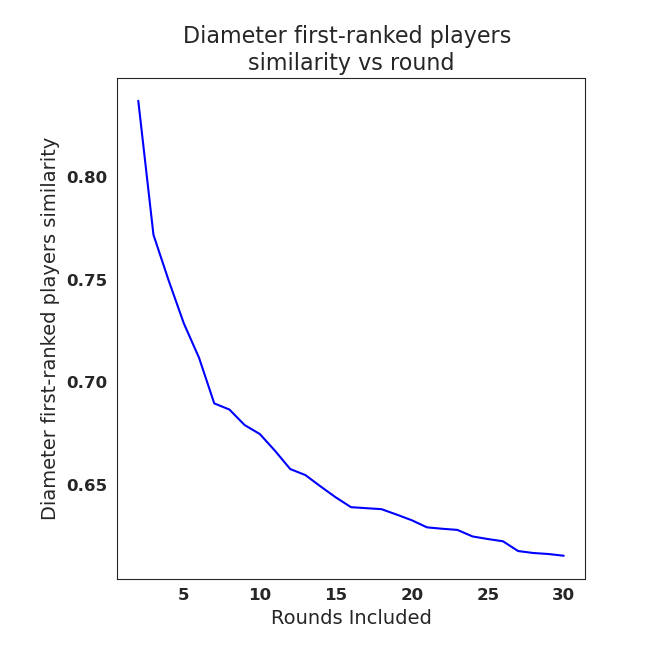 Diameter first-ranked players
similarity vs round
Diameter first-ranked players similarity
0.80
0.75
0.70
0.65
5 10 15 20 25 30
Rounds Included